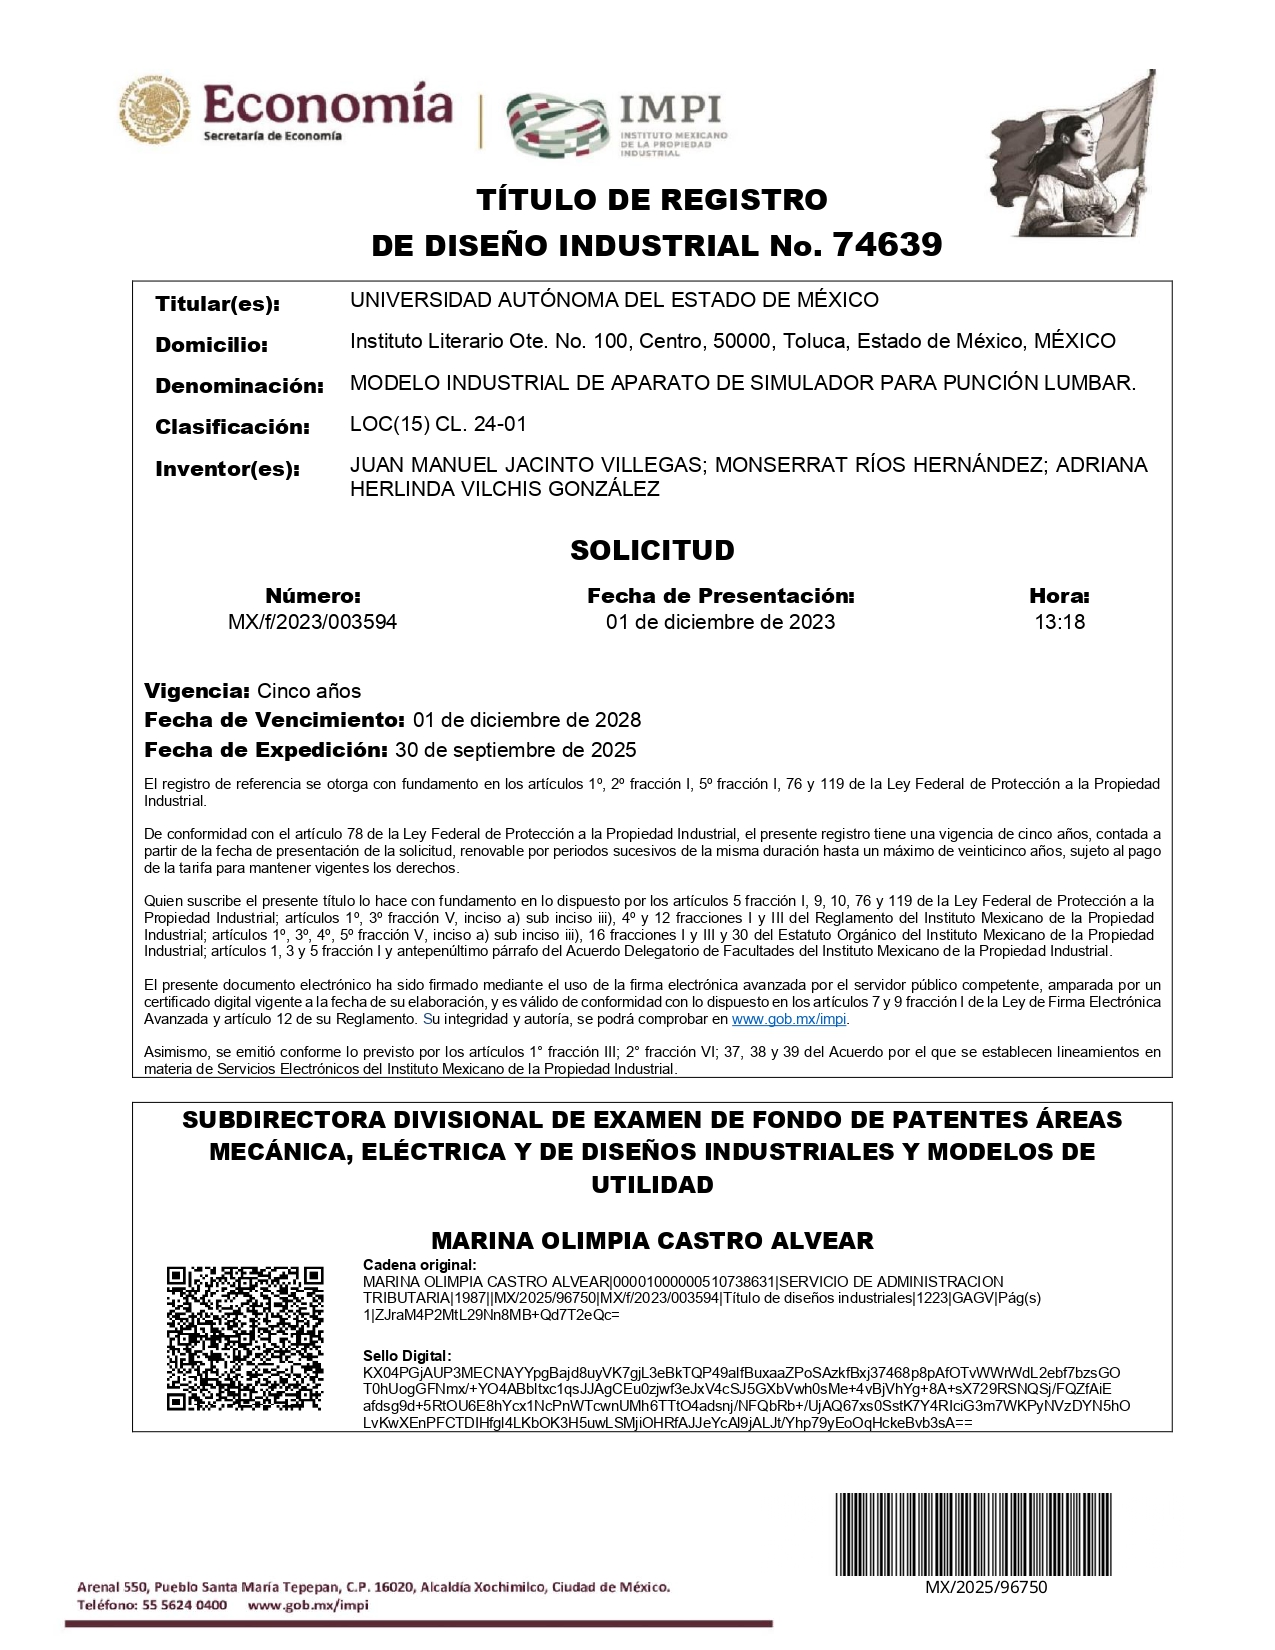 Economía
Secretaría de Economía
IMPI
INSTITUTO MEXICANO
DE LA PROPIEDAD
INDUSTRIAL
TÍTULO DE REGISTRO
DE DISEÑO INDUSTRIAL No. 74639
Titular(es): UNIVERSIDAD AUTÓNOMA DEL ESTADO DE MÉXICO
Domicilio: Instituto Literario Ote. No. 100, Centro, 50000, Toluca, Estado de México, MÉXICO
Denominación: MODELO INDUSTRIAL DE APARATO DE SIMULADOR PARA PUNCIÓN LUMBAR.
Clasificación: LOC(15) CL. 24-01
Inventor(es): JUAN MANUEL JACINTO VILLEGAS; MONSERRAT RÍOS HERNÁNDEZ; ADRIANA
HERLINDA VILCHIS GONZÁLEZ
SOLICITUD
Número: Fecha de Presentación: Hora:
MX/f/2023/003594 01 de diciembre de 2023 13:18
Vigencia: Cinco años
Fecha de Vencimiento: 01 de diciembre de 2028
Fecha de Expedición: 30 de septiembre de 2025
El registro de referencia se otorga con fundamento en los artículos 1º, 2º fracción I, 5º fracción I, 76 y 119 de la Ley Federal de Protección a la Propiedad
Industrial.
De conformidad con el artículo 78 de la Ley Federal de Protección a la Propiedad Industrial, el presente registro tiene una vigencia de cinco años, contada a
partir de la fecha de presentación de la solicitud, renovable por periodos sucesivos de la misma duración hasta un máximo de veinticinco años, sujeto al pago
de la tarifa para mantener vigentes los derechos.
Quien suscribe el presente título lo hace con fundamento en lo dispuesto por los artículos 5 fracción I, 9, 10, 76 y 119 de la Ley Federal de Protección a la
Propiedad Industrial; artículos 1º, 3º fracción V, inciso a) sub inciso iii), 4º y 12 fracciones I y III del Reglamento del Instituto Mexicano de la Propiedad
Industrial; artículos 1º, 3º, 4º, 5º fracción V, inciso a) sub inciso iii), 16 fracciones I y III y 30 del Estatuto Orgánico del Instituto Mexicano de la Propiedad
Industrial; artículos 1, 3 y 5 fracción I y antepenúltimo párrafo del Acuerdo Delegatorio de Facultades del Instituto Mexicano de la Propiedad Industrial.
El presente documento electrónico ha sido firmado mediante el uso de la firma electrónica avanzada por el servidor público competente, amparada por un
certificado digital vigente a la fecha de su elaboración, y es válido de conformidad con lo dispuesto en los artículos 7 y 9 fracción I de la Ley de Firma Electrónica
Avanzada y artículo 12 de su Reglamento. Su integridad y autoría, se podrá comprobar en www.gob.mx/impi.
Asimismo, se emitió conforme lo previsto por los artículos 1° fracción III; 2° fracción VI; 37, 38 y 39 del Acuerdo por el que se establecen lineamientos en
materia de Servicios Electrónicos del Instituto Mexicano de la Propiedad Industrial.
SUBDIRECTORA DIVISIONAL DE EXAMEN DE FONDO DE PATENTES ÁREAS
MECÁNICA, ELÉCTRICA Y DE DISEÑOS INDUSTRIALES Y MODELOS DE
UTILIDAD
MARINA OLIMPIA CASTRO ALVEAR
Cadena original:
MARINA OLIMPIA CASTRO ALVEAR|00001000000510738631|SERVICIO DE ADMINISTRACION
TRIBUTARIA|1987||MX/2025/96750|MX/f/2023/003594|Título de diseños industriales|1223|GAGV|Pág(s)
1|ZJraM4P2MtL29Nn8MB+Qd7T2eQc=
Sello Digital:
KX04PGjAUP3MECNAYYpgBajd8uyVK7gjL3eBkTQP49alfBuxaaZPoSAzkfBxj37468p8pAfOTvWWrWdL2ebf7bzsGO
T0hUogGFNmx/+YO4ABbltxc1qsJJAgCEu0zjwf3eJxV4cSJ5GXbVwh0sMe+4vBjVhYg+8A+sX729RSNQSj/FQZfAiE
afdsg9d+5RtOU6E8hYcx1NcPnWTcwnUMh6TTtO4adsnj/NFQbRb+/UjAQ67xs0SstK7Y4RIciG3m7WKPyNVzDYN5hO
LvKwXEnPFCTDIHfgl4LKbOK3H5uwLSMjiOHRfAJJeYcAl9jALJt/Yhp79yEoOqHckeBvb3sA==
MX/2025/96750
Arenal 550, Pueblo Santa María Tepepan, C.P. 16020, Alcaldía Xochimilco, Ciudad de México.
Teléfono: 55 5624 0400 www.gob.mx/impi